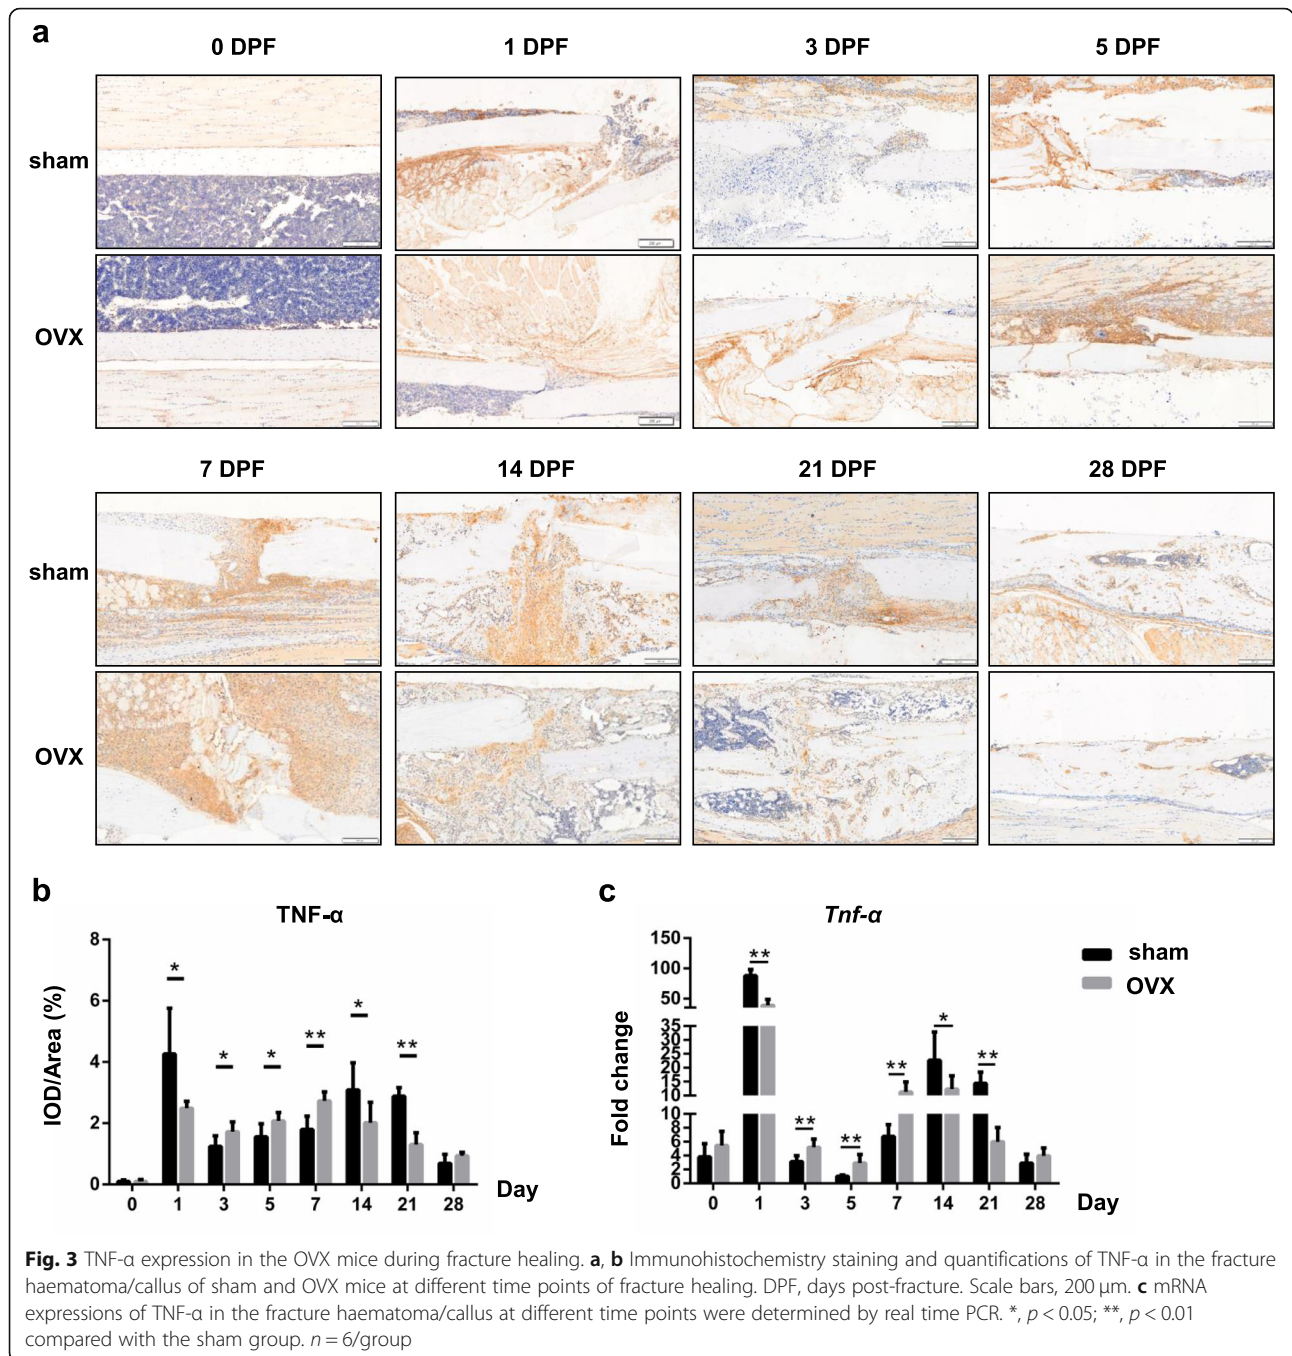 a
0 DPF 1 DPF 3 DPF 5 DPF
sham
OVX
7 DPF 14 DPF 21 DPF 28 DPF
sham
OVX
b
TNF-α
IOD/Area (%)
8
6
4
2
0
0 1 3 5 7 14 21 28
Day
* * * ** * **
c
Tnf-α
Fold change
150
100
50
35
30
25
20
15
10
10
8
6
4
2
0
0 1 3 5 7 14 21 28
Day
** ** ** ** * **
sham
OVX
Fig. 3 TNF-α expression in the OVX mice during fracture healing. a, b Immunohistochemistry staining and quantifications of TNF-α in the fracture
haematoma/callus of sham and OVX mice at different time points of fracture healing. DPF, days post-fracture. Scale bars, 200 μm. c mRNA
expressions of TNF-α in the fracture haematoma/callus at different time points were determined by real time PCR. *, p < 0.05; **, p < 0.01
compared with the sham group. n = 6/group